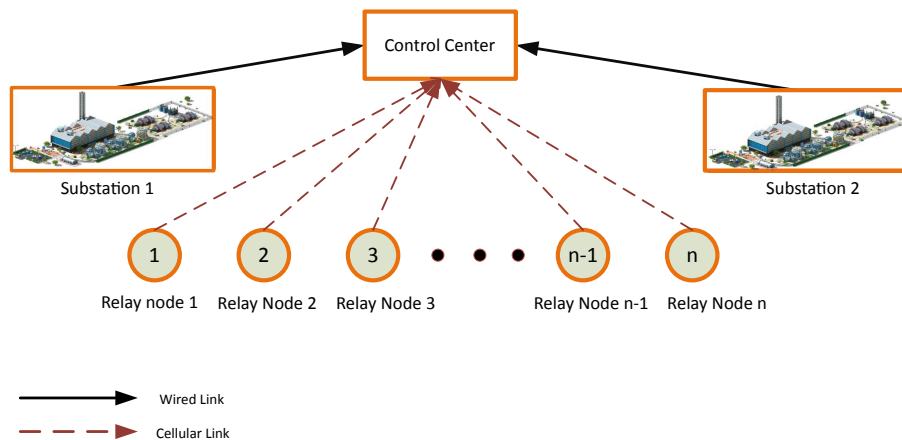 Control Center
Substation 1
Substation 2
1
2
3
n-1
n
Relay node 1
Relay Node 2
Relay Node 3
Relay Node n-1
Relay Node n
Wired Link
Cellular Link